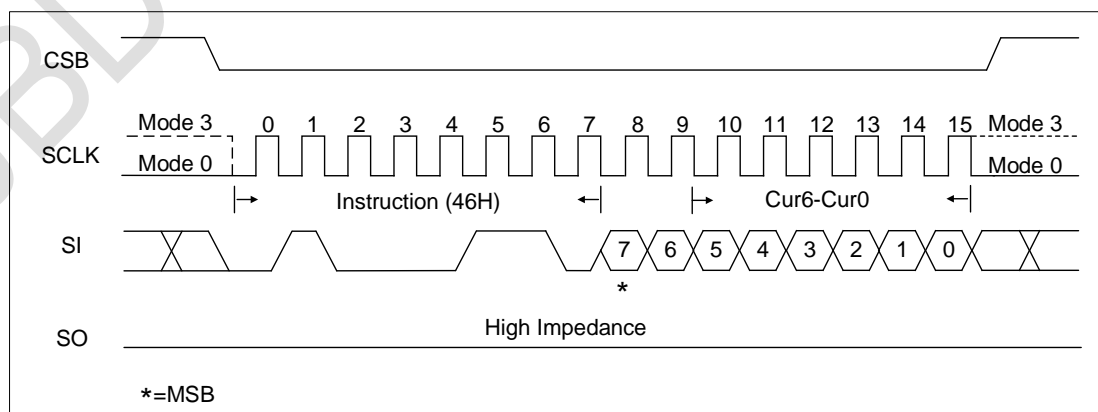 CSB
Mode 3 0 1 2 3 4 5 6 7 8 9 10 11 12 13 14 15 Mode 3
SCLK
Mode 0 Mode 0
Instruction (46H) Cur6-Cur0
SI 7 6 5 4 3 2 1 0
*
High Impedance
SO
*=MSB